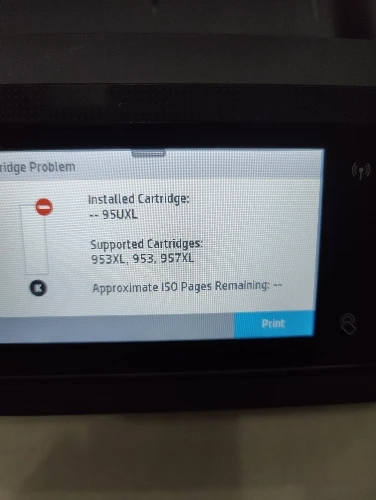 ridge Problem
Installed Cartridge:
-- 95UXL
Supported Cartridges:
953XL, 953, 957XL
K
Approximate ISO Pages Remaining: --
Print